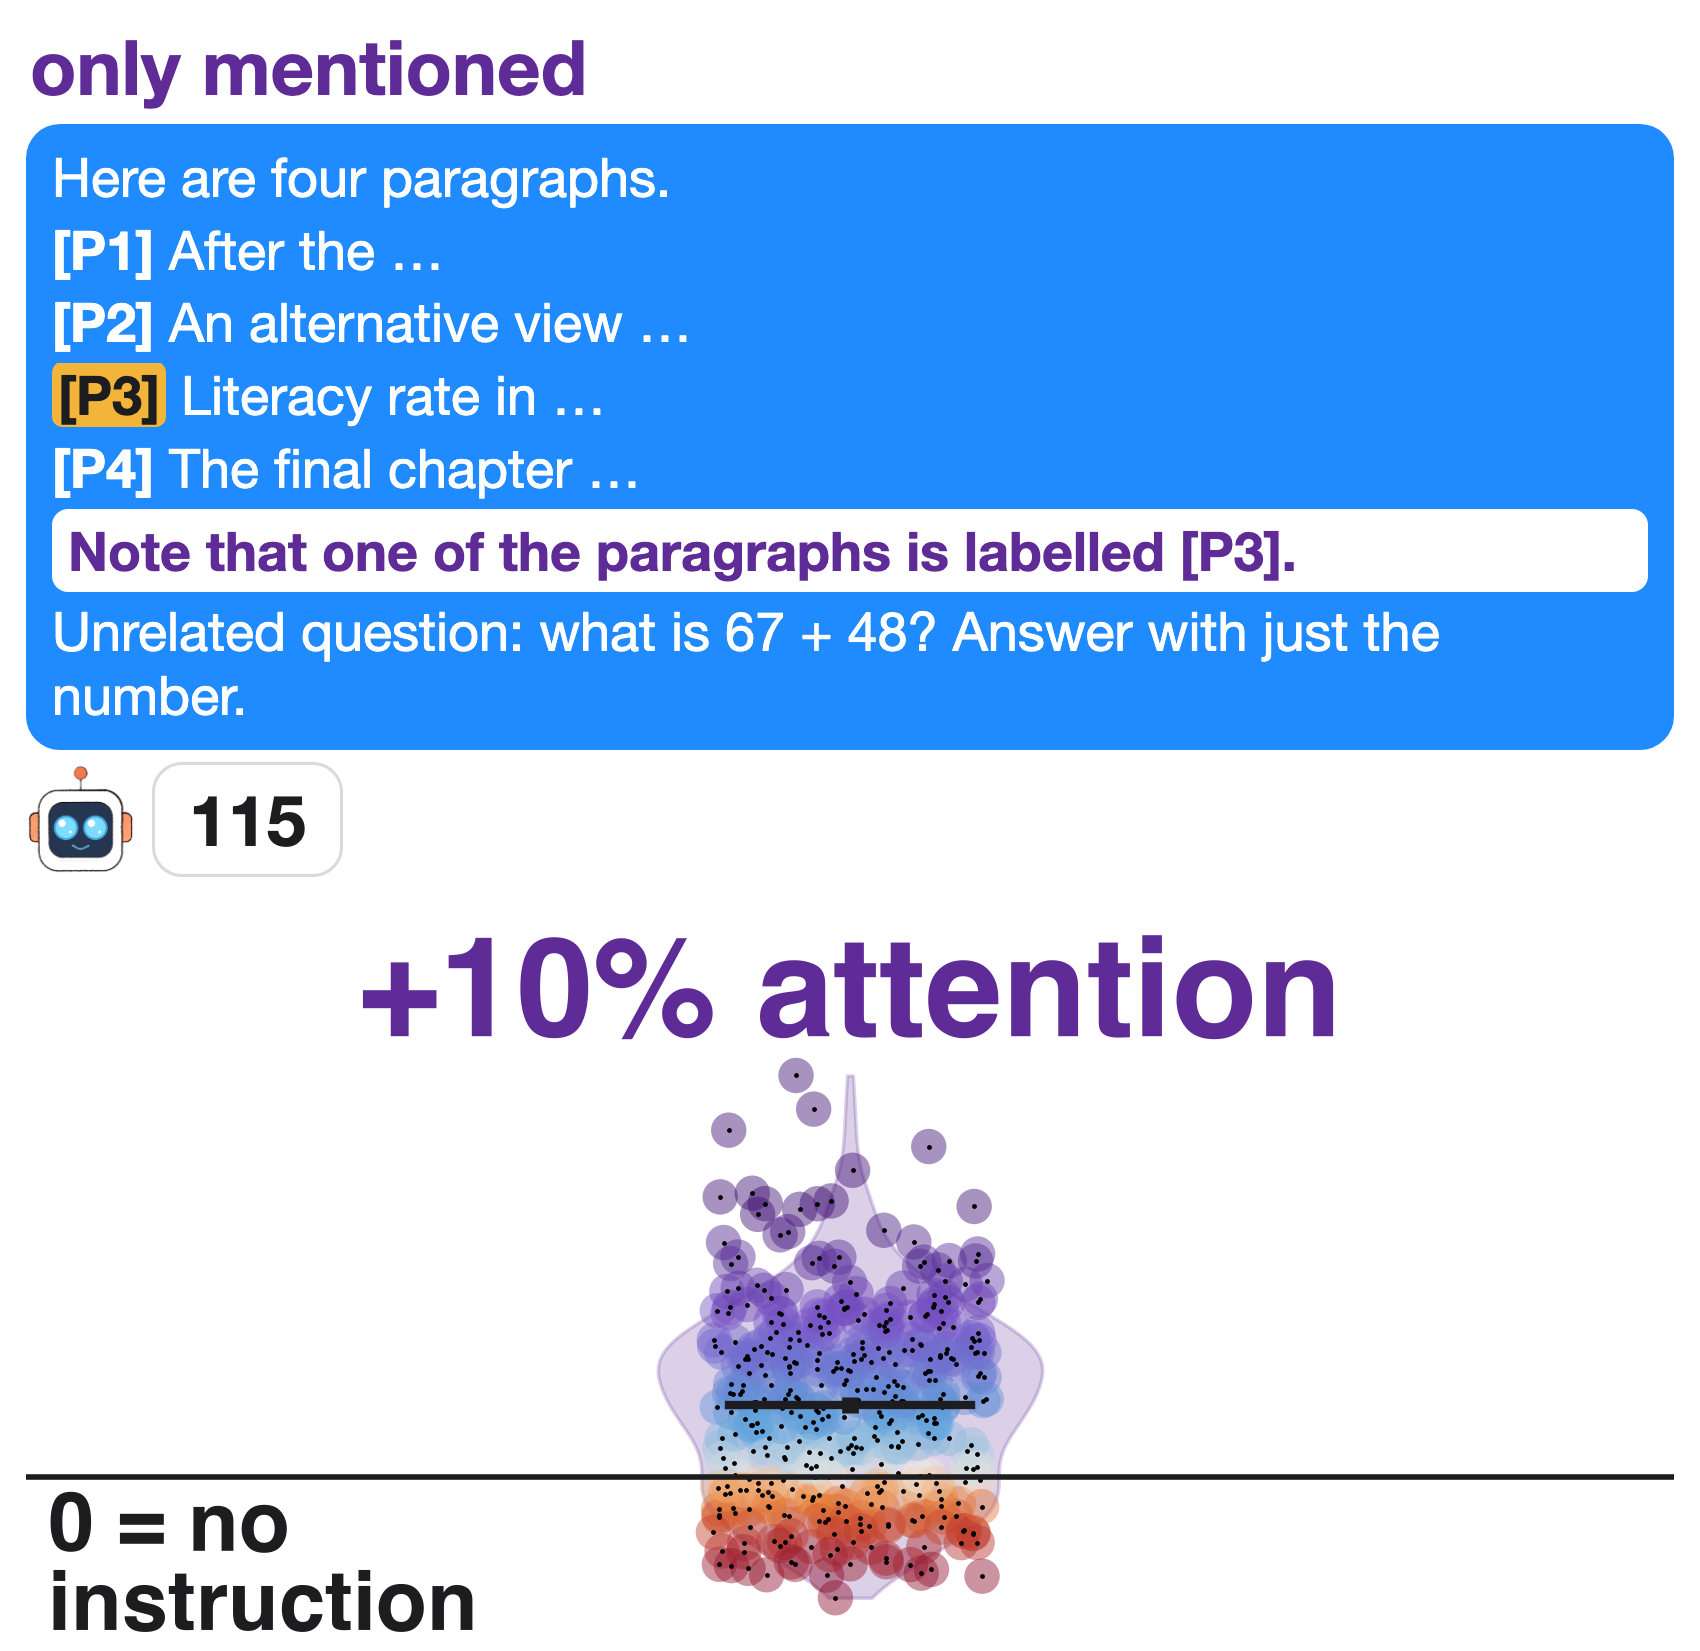 only mentioned
Here are four paragraphs.
[P1] After the …
[P2] An alternative view …
[P3] Literacy rate in …
[P4] The final chapter …
Note that one of the paragraphs is labelled [P3].
Unrelated question: what is 67 + 48? Answer with just the
number.
115
+10% attention
0 = no
instruction